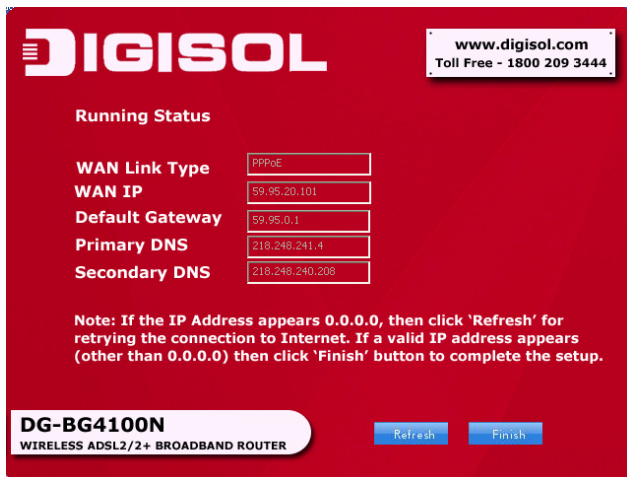 DIGISOL
www.digisol.com
Toll Free - 1800 209 3444
Running Status
WAN Link Type PPPoE
WAN IP 59.95.20.101
Default Gateway 59.95.0.1
Primary DNS 218.248.241.4
Secondary DNS 218.248.240.208
Note: If the IP Address appears 0.0.0.0, then click ‘Refresh’ for
retrying the connection to Internet. If a valid IP address appears
(other than 0.0.0.0) then click ‘Finish’ button to complete the setup.
DG-BG4100N
WIRELESS ADSL2/2+ BROADBAND ROUTER
Refresh Finish